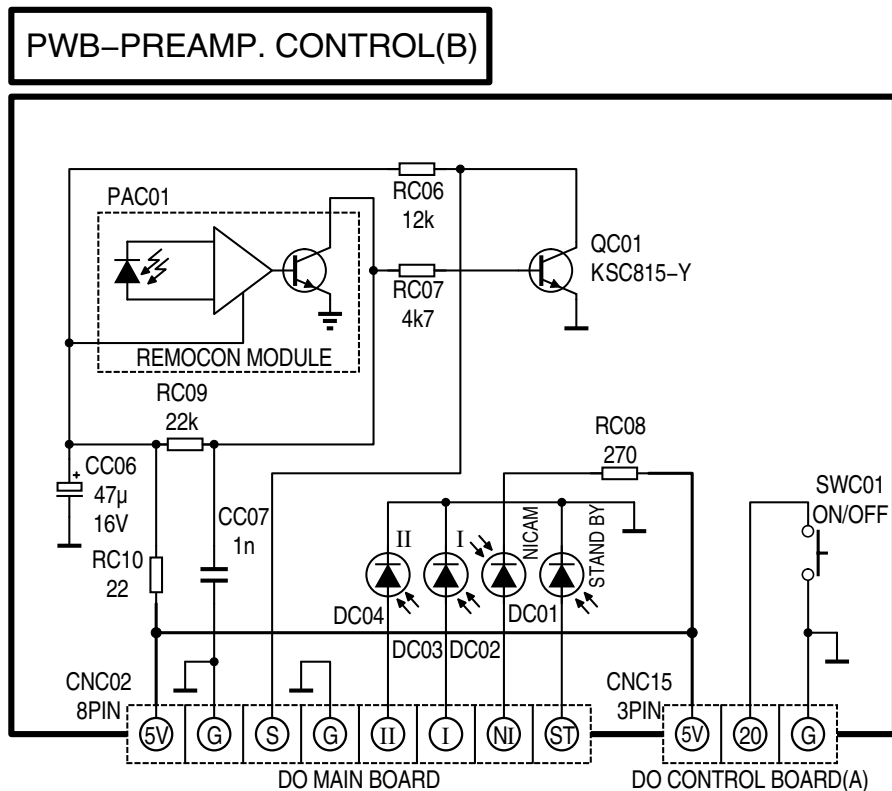 PWB–PREAMP. CONTROL(B)
PAC01
RC06
12k
QC01
KSC815–Y
RC07
4k7
REMOCON MODULE
RC09
22k
RC08
270
CC06
+
47µ
16V
CC07
1n
SWC01
ON/OFF
RC10
22
II
I
NICAM
STAND BY
DC04
DC01
DC03
DC02
CNC02
8PIN
CNC15
3PIN
5V G S G II I NI ST
5V 20 G
DO MAIN BOARD
DO CONTROL BOARD(A)